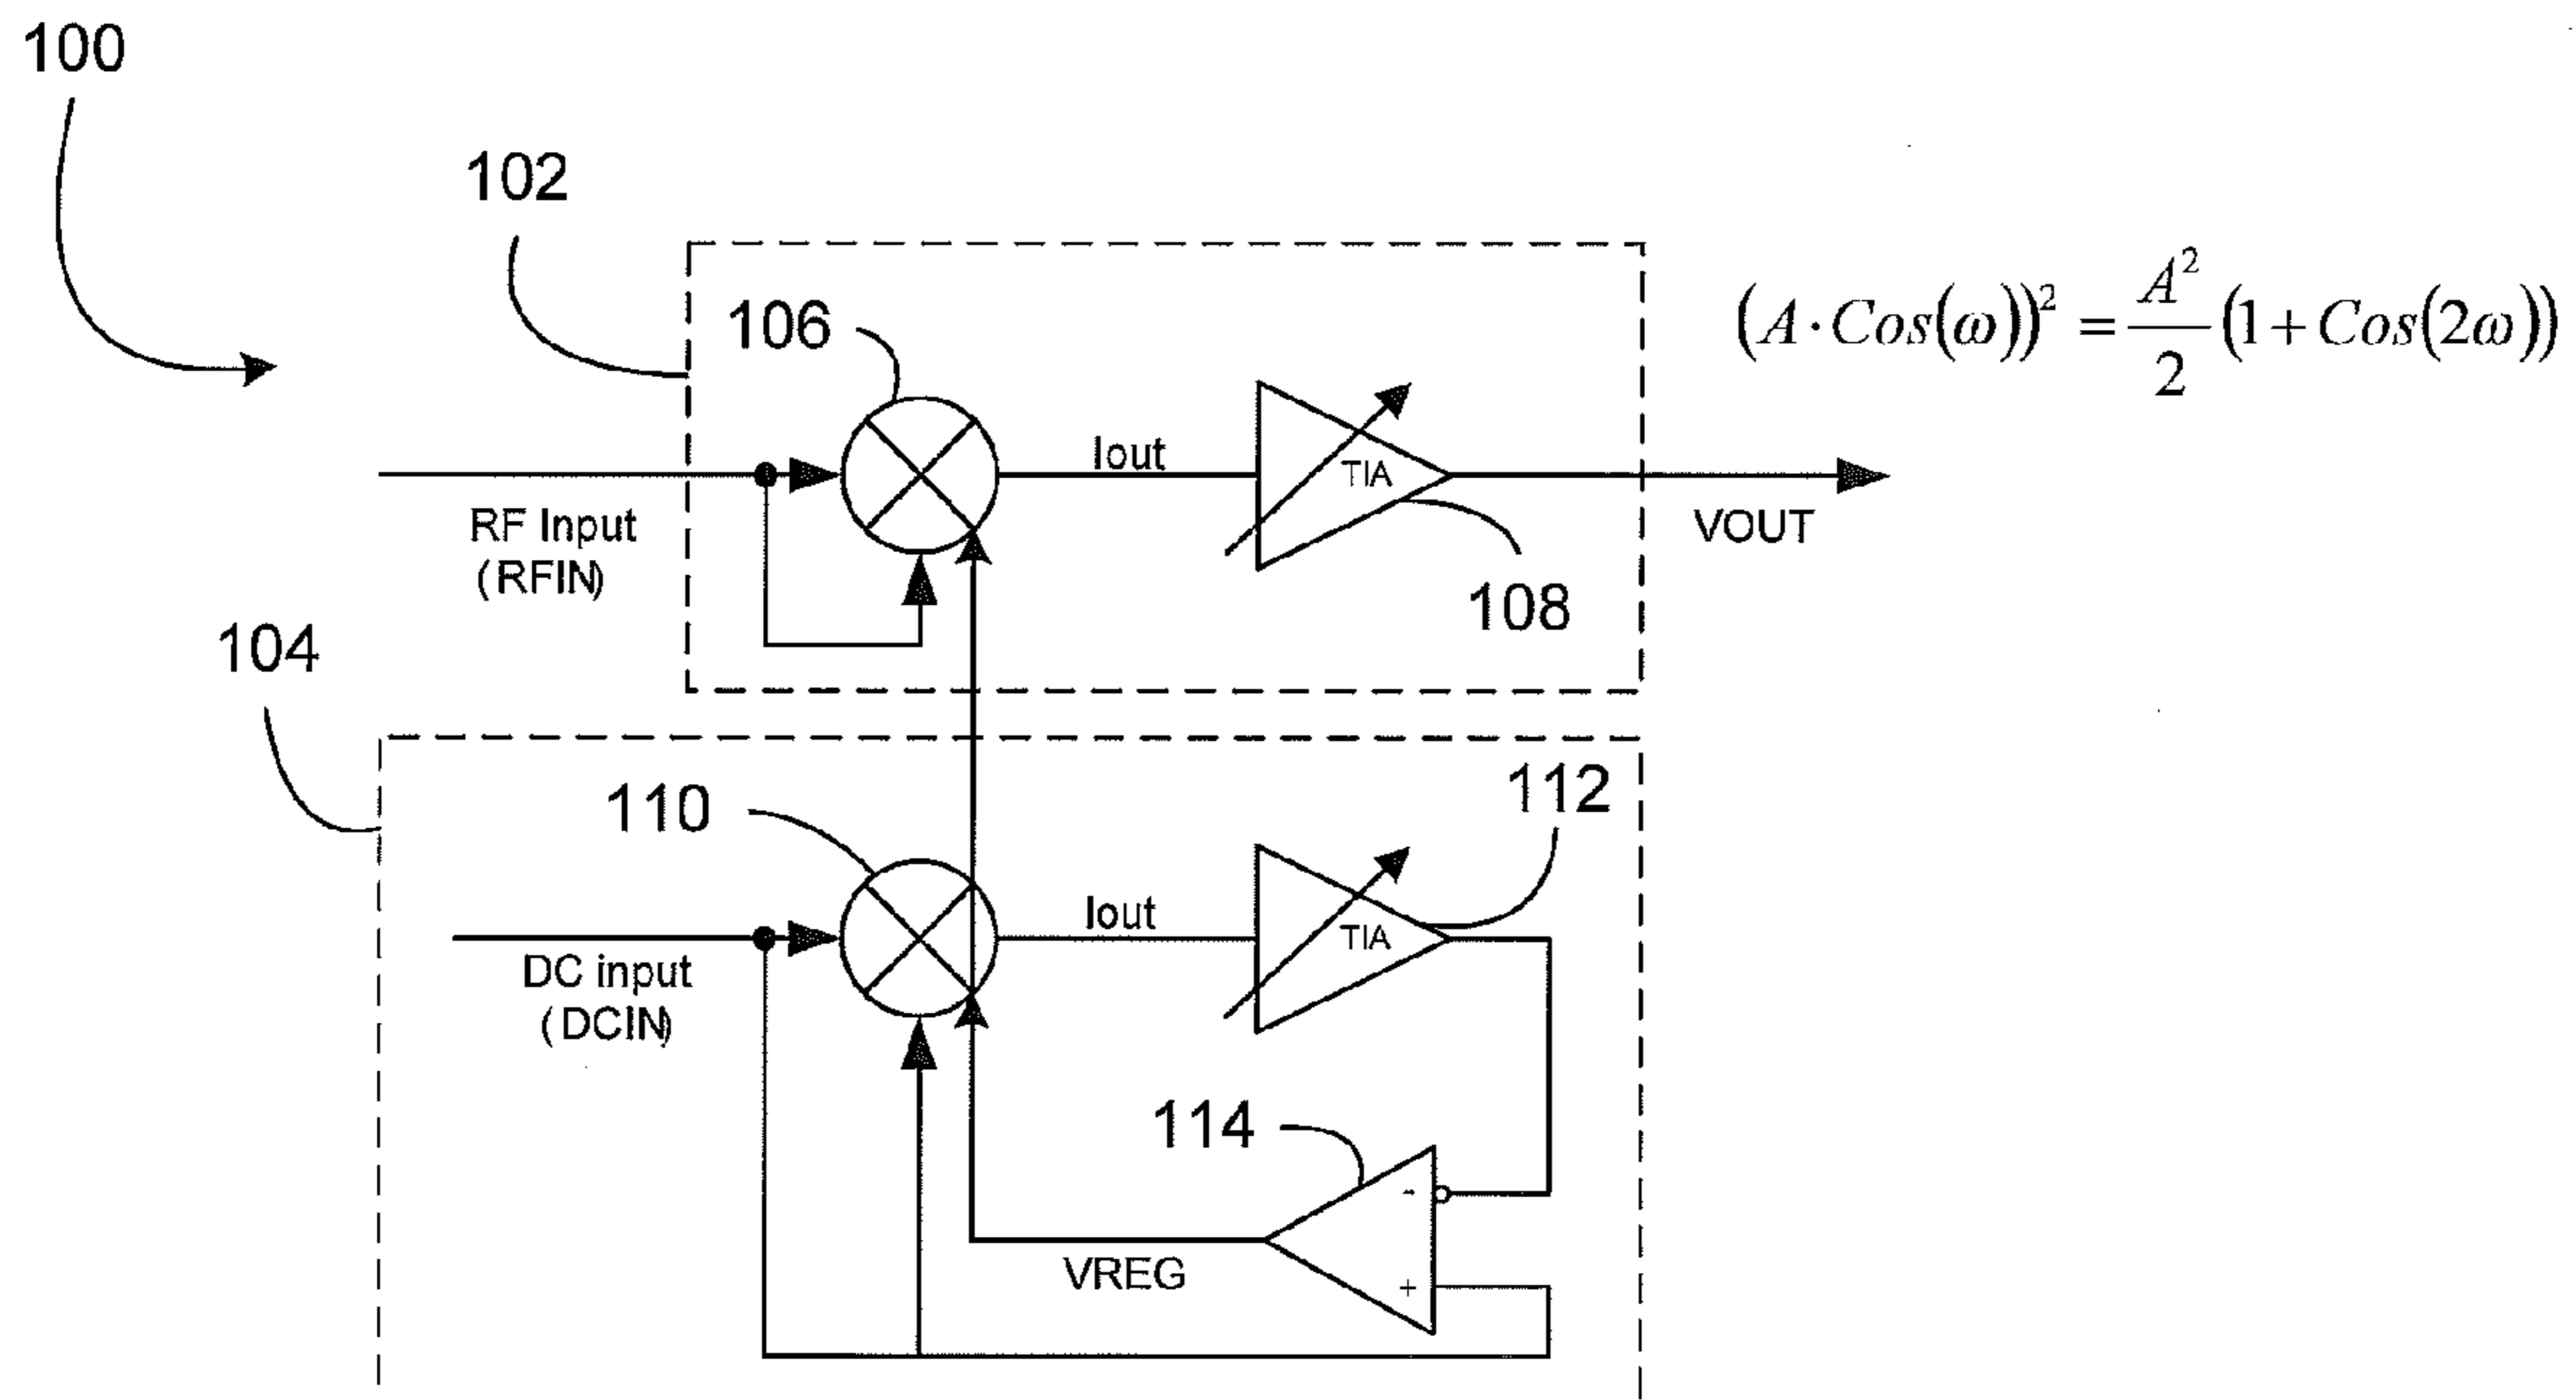 100
102
106
(A·Cos(ω))² = A²/2 (1+Cos(2ω))
Iout
TIA
RF Input
(RFIN)
VOUT
108
104
112
110
Iout
TIA
DC input
(DCIN)
114
-
VREG
+